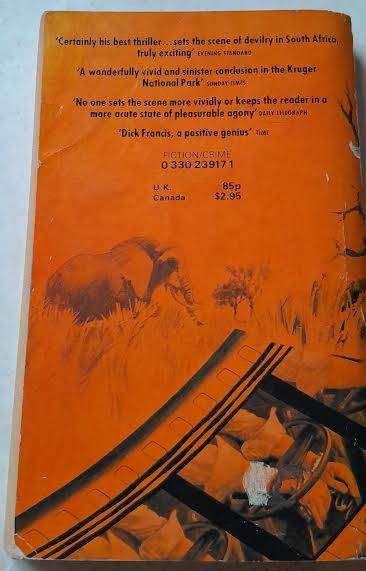 'Certainly his best thriller...sets the scene of devilry in South Africa,
truly exciting' EVENING STANDARD
'A wonderfully vivid and sinister conclusion in the Kruger
National Park' SUNDAY TIMES
'No one sets the scene more vividly or keeps the reader in a
more acute state of pleasurable agony' DAILY TELEGRAPH
'Dick Francis, a positive genius' TIME
FICTION/CRIME
0 330 23917 1
U.K. 85p
Canada $2.95